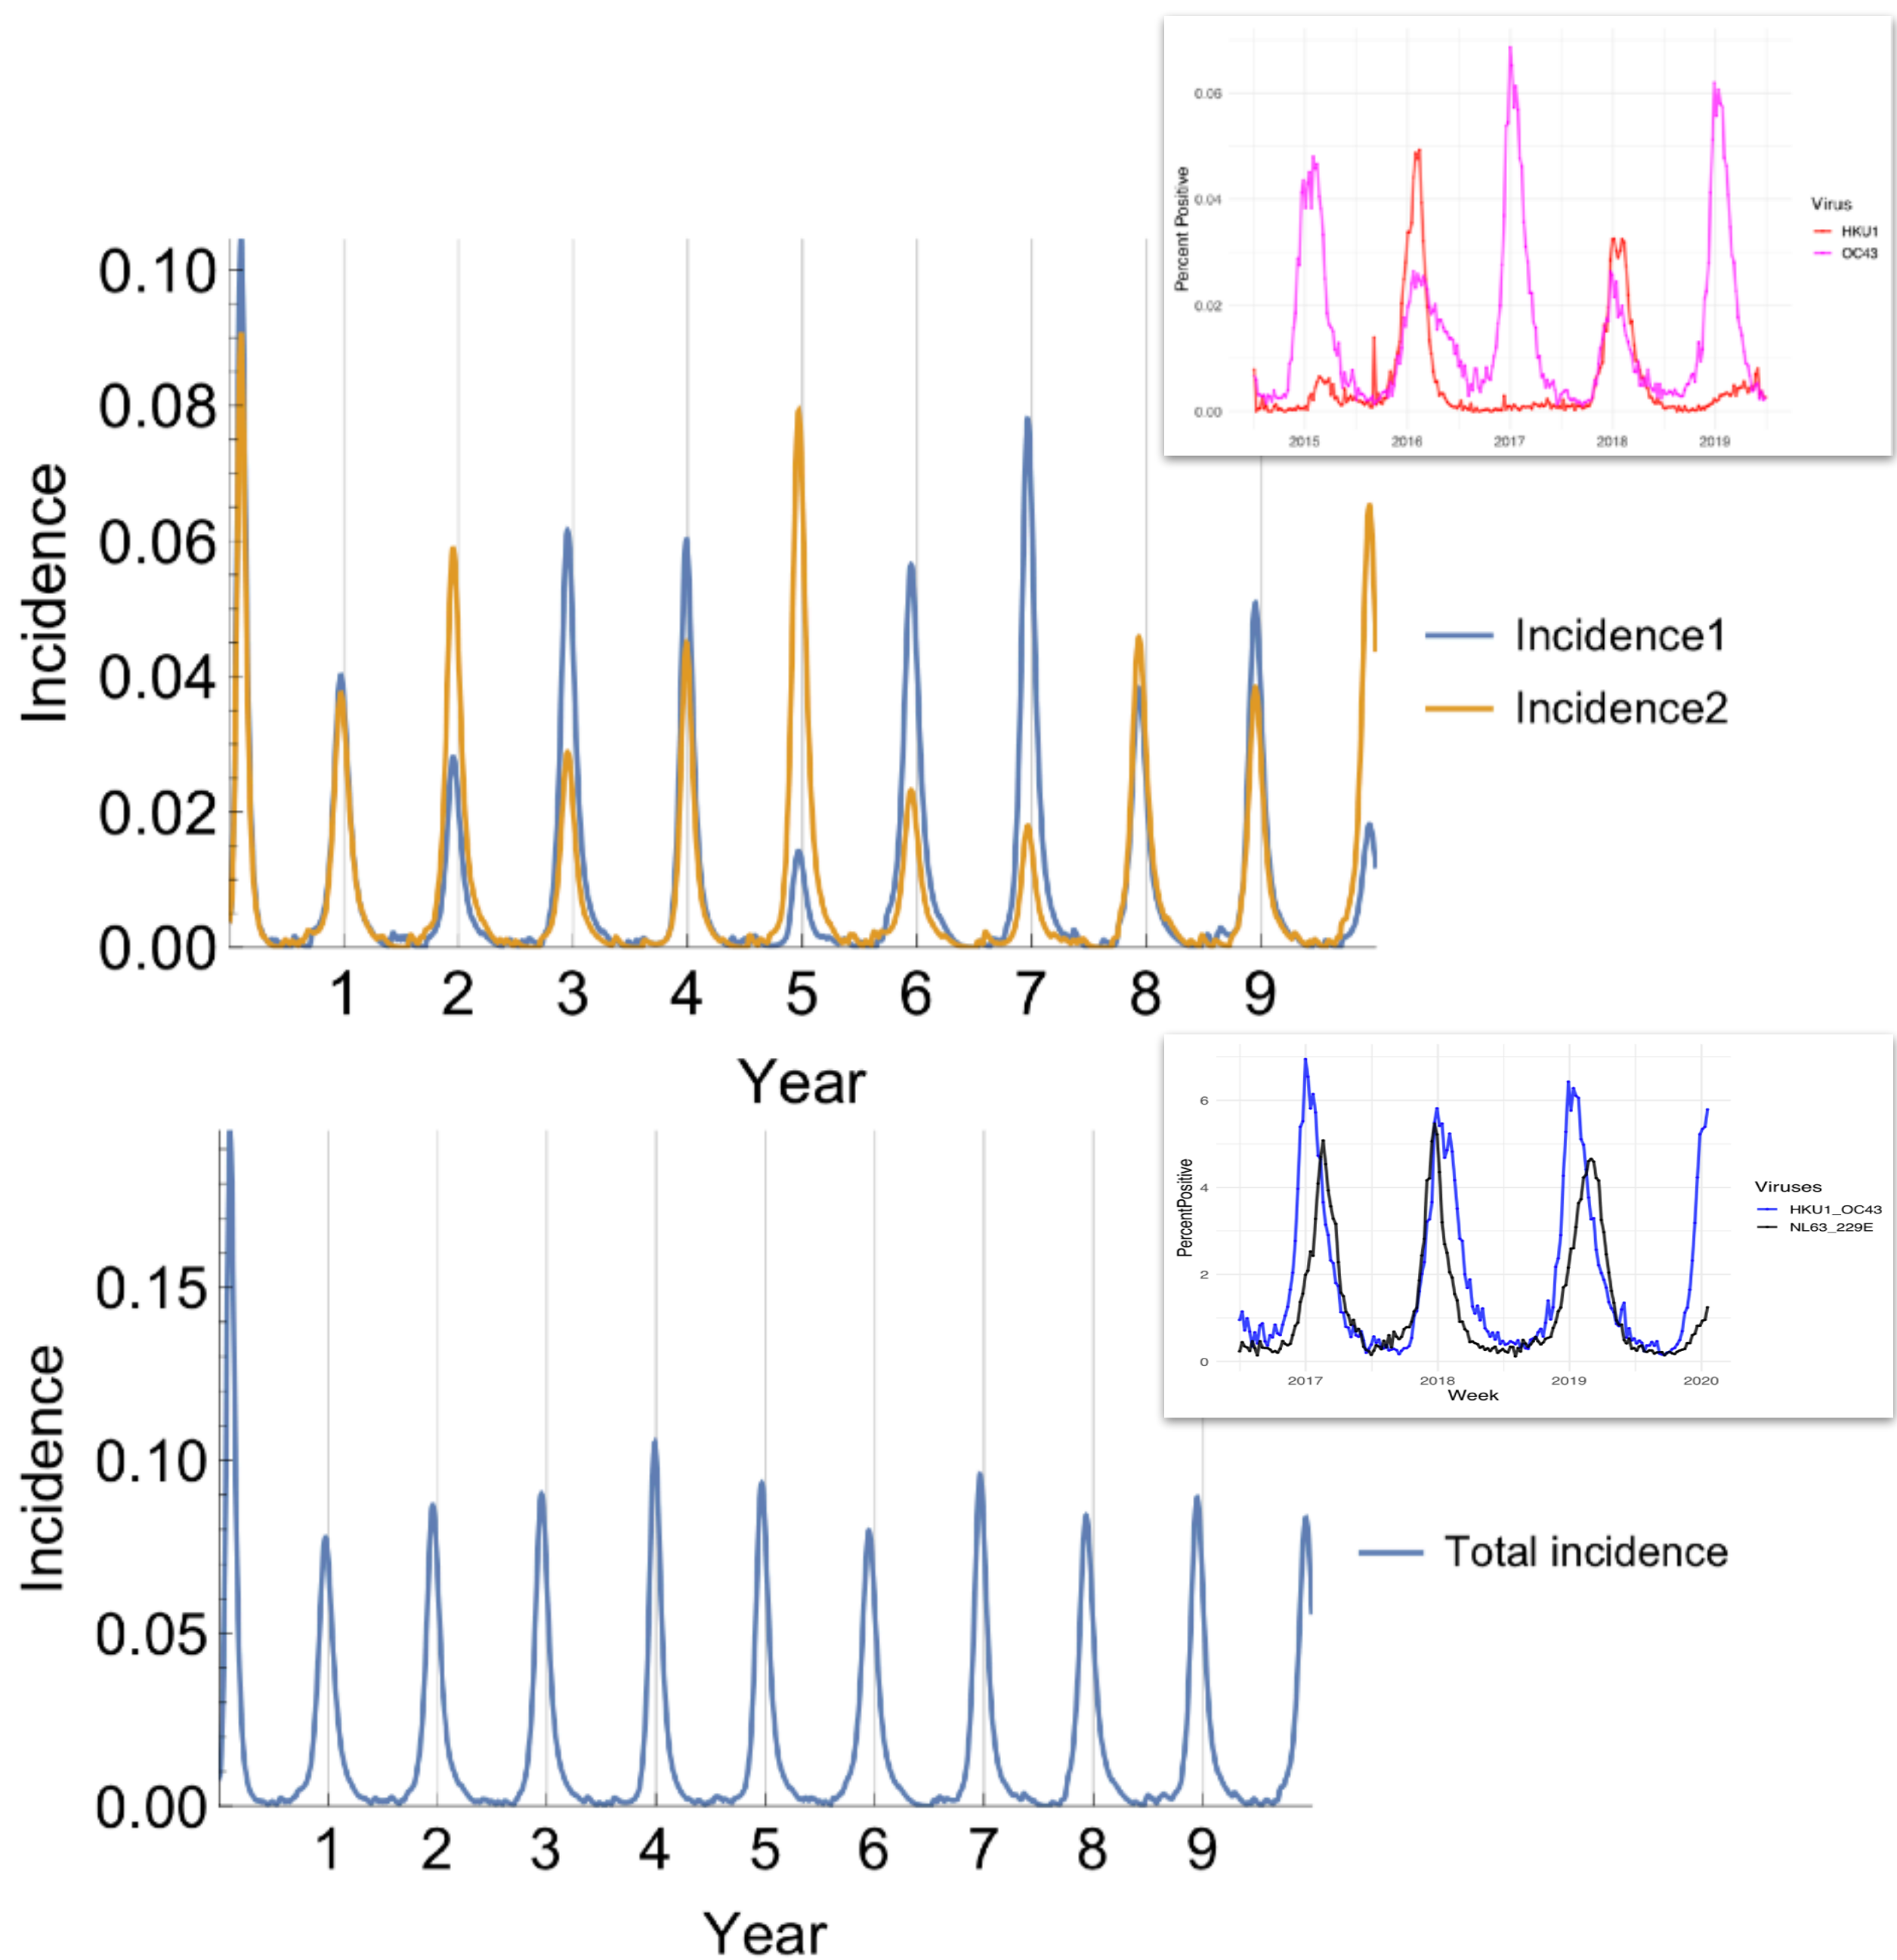 0.06
0.04
0.02
0.00
Percent Positive
2015 2016 2017 2018 2019
Virus
HKU1
OC43
0.10
0.08
0.06
0.04
0.02
0.00
Incidence
1 2 3 4 5 6 7 8 9
Year
Incidence1
Incidence2
6
4
2
0
PercentPositive
2017 2018 2019 2020
Week
Viruses
HKU1_OC43
NL63_229E
0.15
0.10
0.05
0.00
Incidence
1 2 3 4 5 6 7 8 9
Year
Total incidence